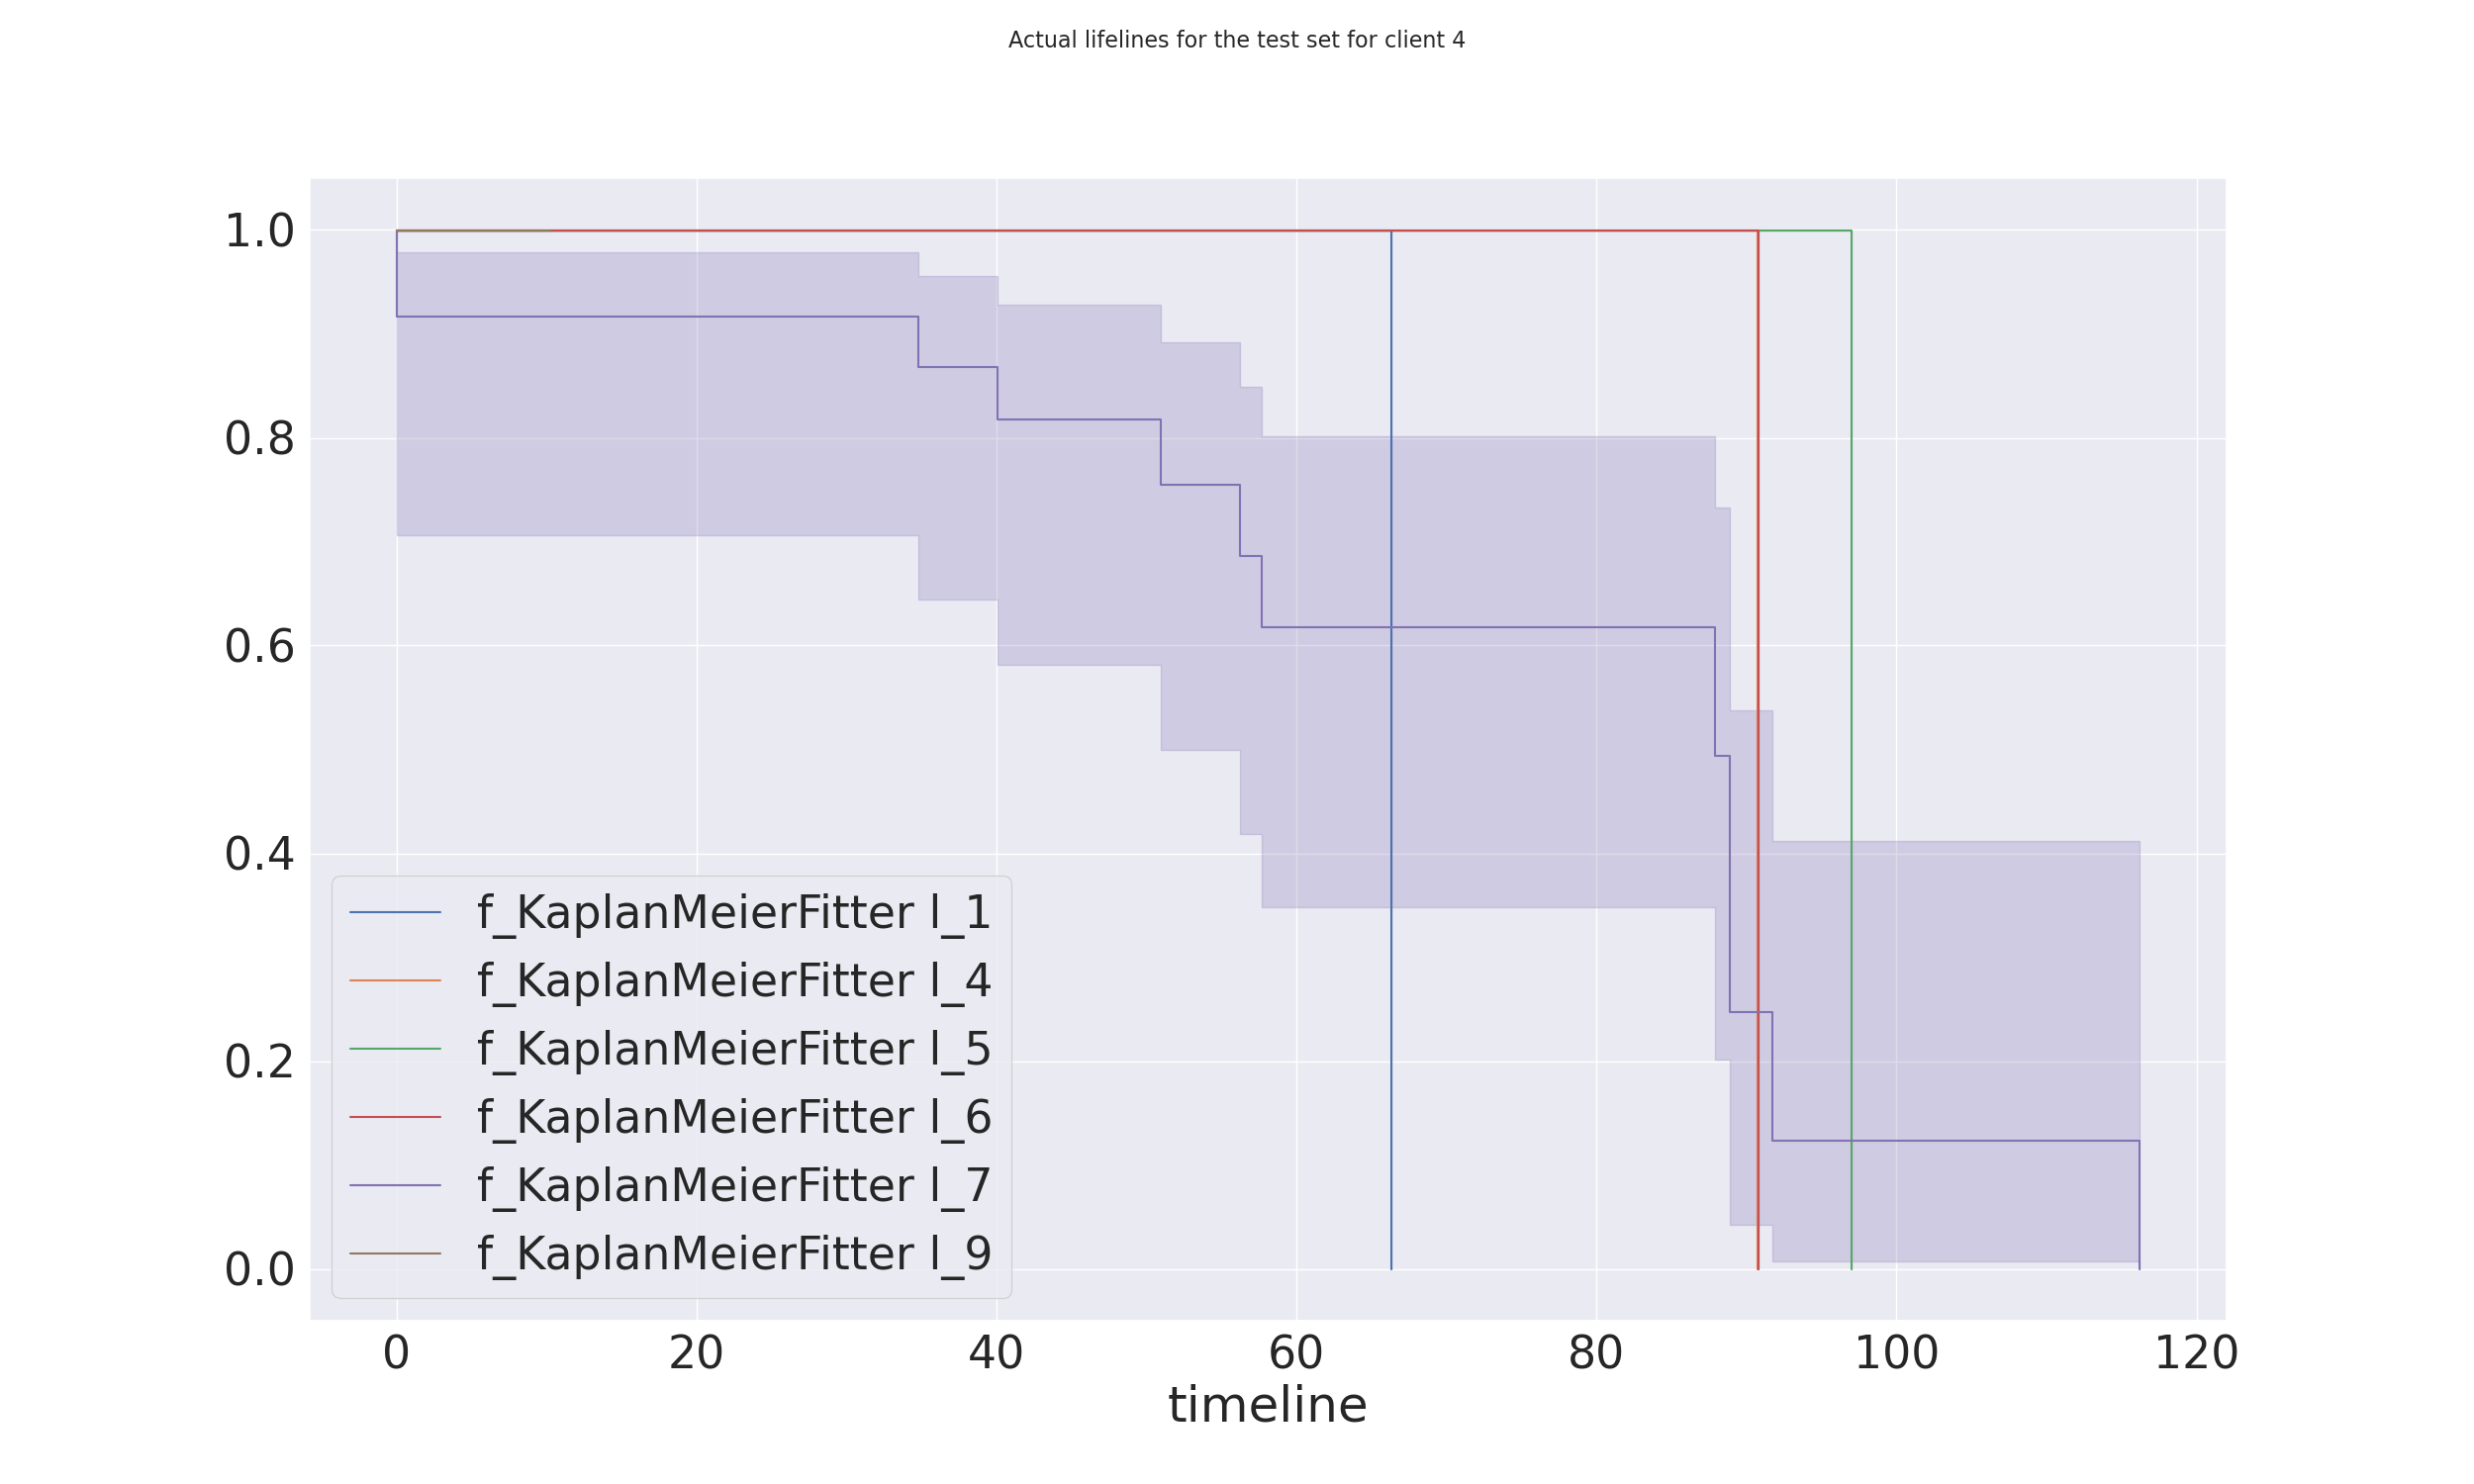 Actual lifelines for the test set for client 4
1.0
0.8
0.6
0.4
0.2
0.0
f_KaplanMeierFitter l_1
f_KaplanMeierFitter l_4
f_KaplanMeierFitter l_5
f_KaplanMeierFitter l_6
f_KaplanMeierFitter l_7
f_KaplanMeierFitter l_9
0 20 40 60 80 100 120
timeline